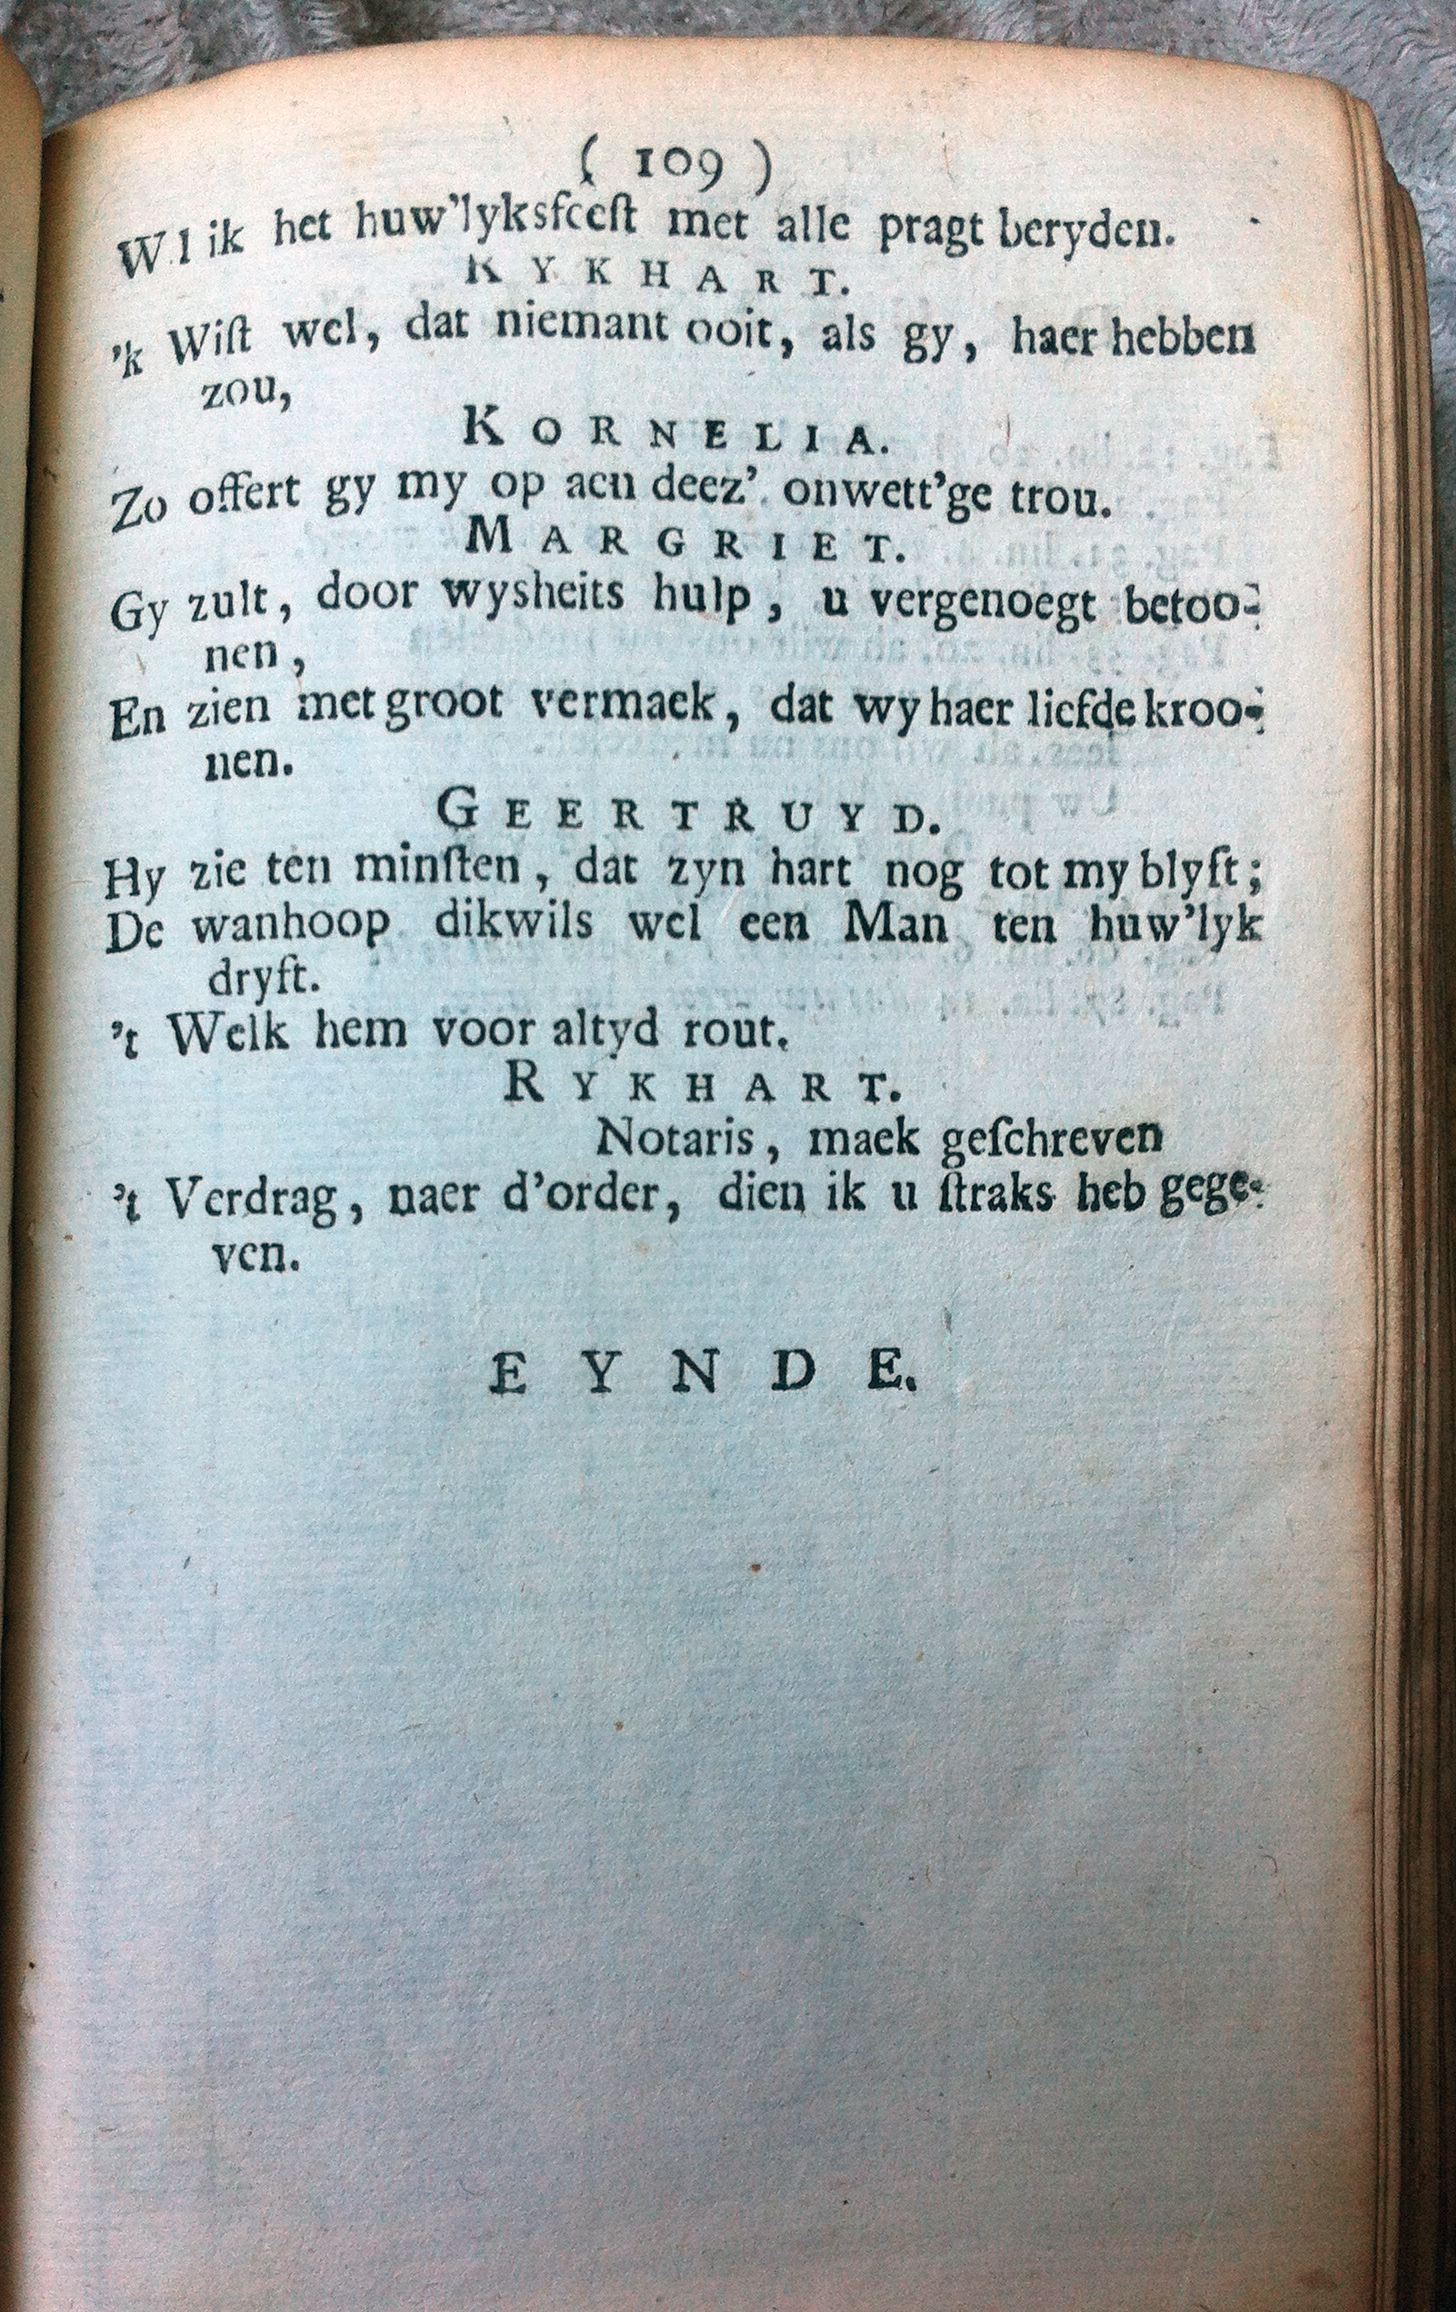 ( 109 )
W.l ik het huw'lyksfeeſt met alle pragt beryden.
RYKHART.
'k Wiſt wel, dat niemant ooit, als gy, haer hebben
zou,
KORNELIA.
Zo offert gy my op aen deez' onwett'ge trou.
MARGRIET.
Gy zult, door wysheits hulp, u vergenoegt betoo-
nen,
En zien met groot vermaek, dat wy haer liefde kroo-
nen.
GEERTRUYD.
Hy zie ten minſten, dat zyn hart nog tot my blyft;
De wanhoop dikwils wel een Man ten huw'lyk
dryft.
't Welk hem voor altyd rout.
RYKHART.
Notaris, maek geſchreven
't Verdrag, naer d'order, dien ik u ſtraks heb gege-
ven.
EYNDE.